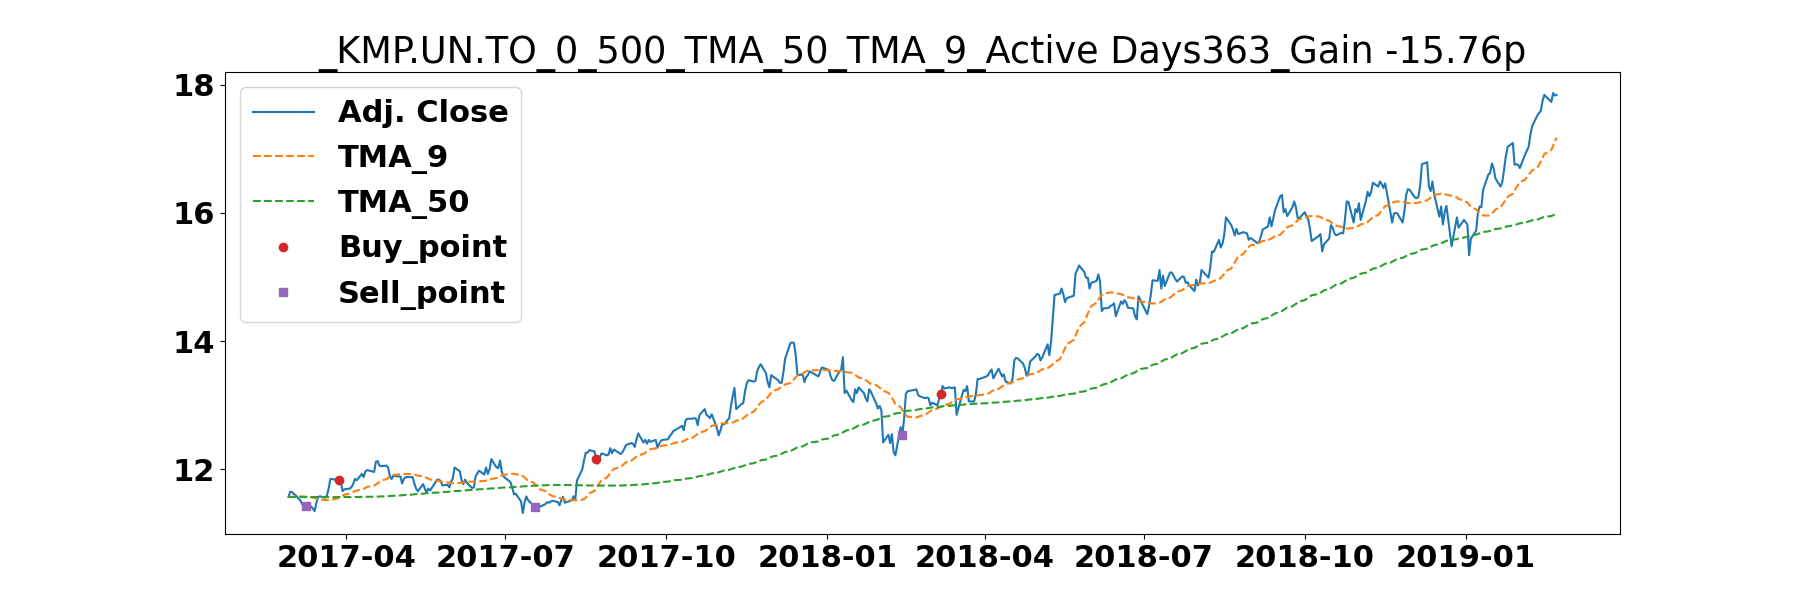 _KMP.UN.TO_0_500_TMA_50_TMA_9_Active Days363_Gain -15.76p
18
16
14
12
Adj. Close
TMA_9
TMA_50
Buy_point
Sell_point
2017-04 2017-07 2017-10 2018-01 2018-04 2018-07 2018-10 2019-01